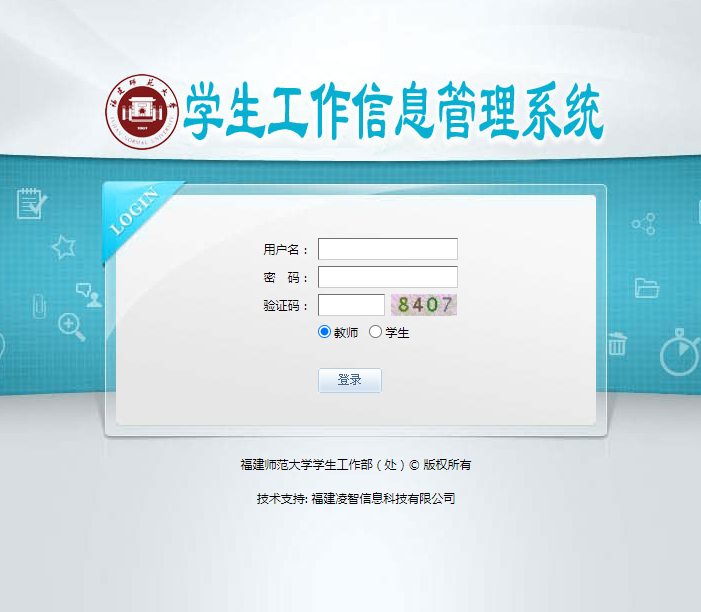 学生工作信息管理系统
LOGIN
用户名：
密 码：
验证码： 8407
教师 学生
登录
福建师范大学学生工作部（处）© 版权所有
技术支持: 福建凌智信息科技有限公司